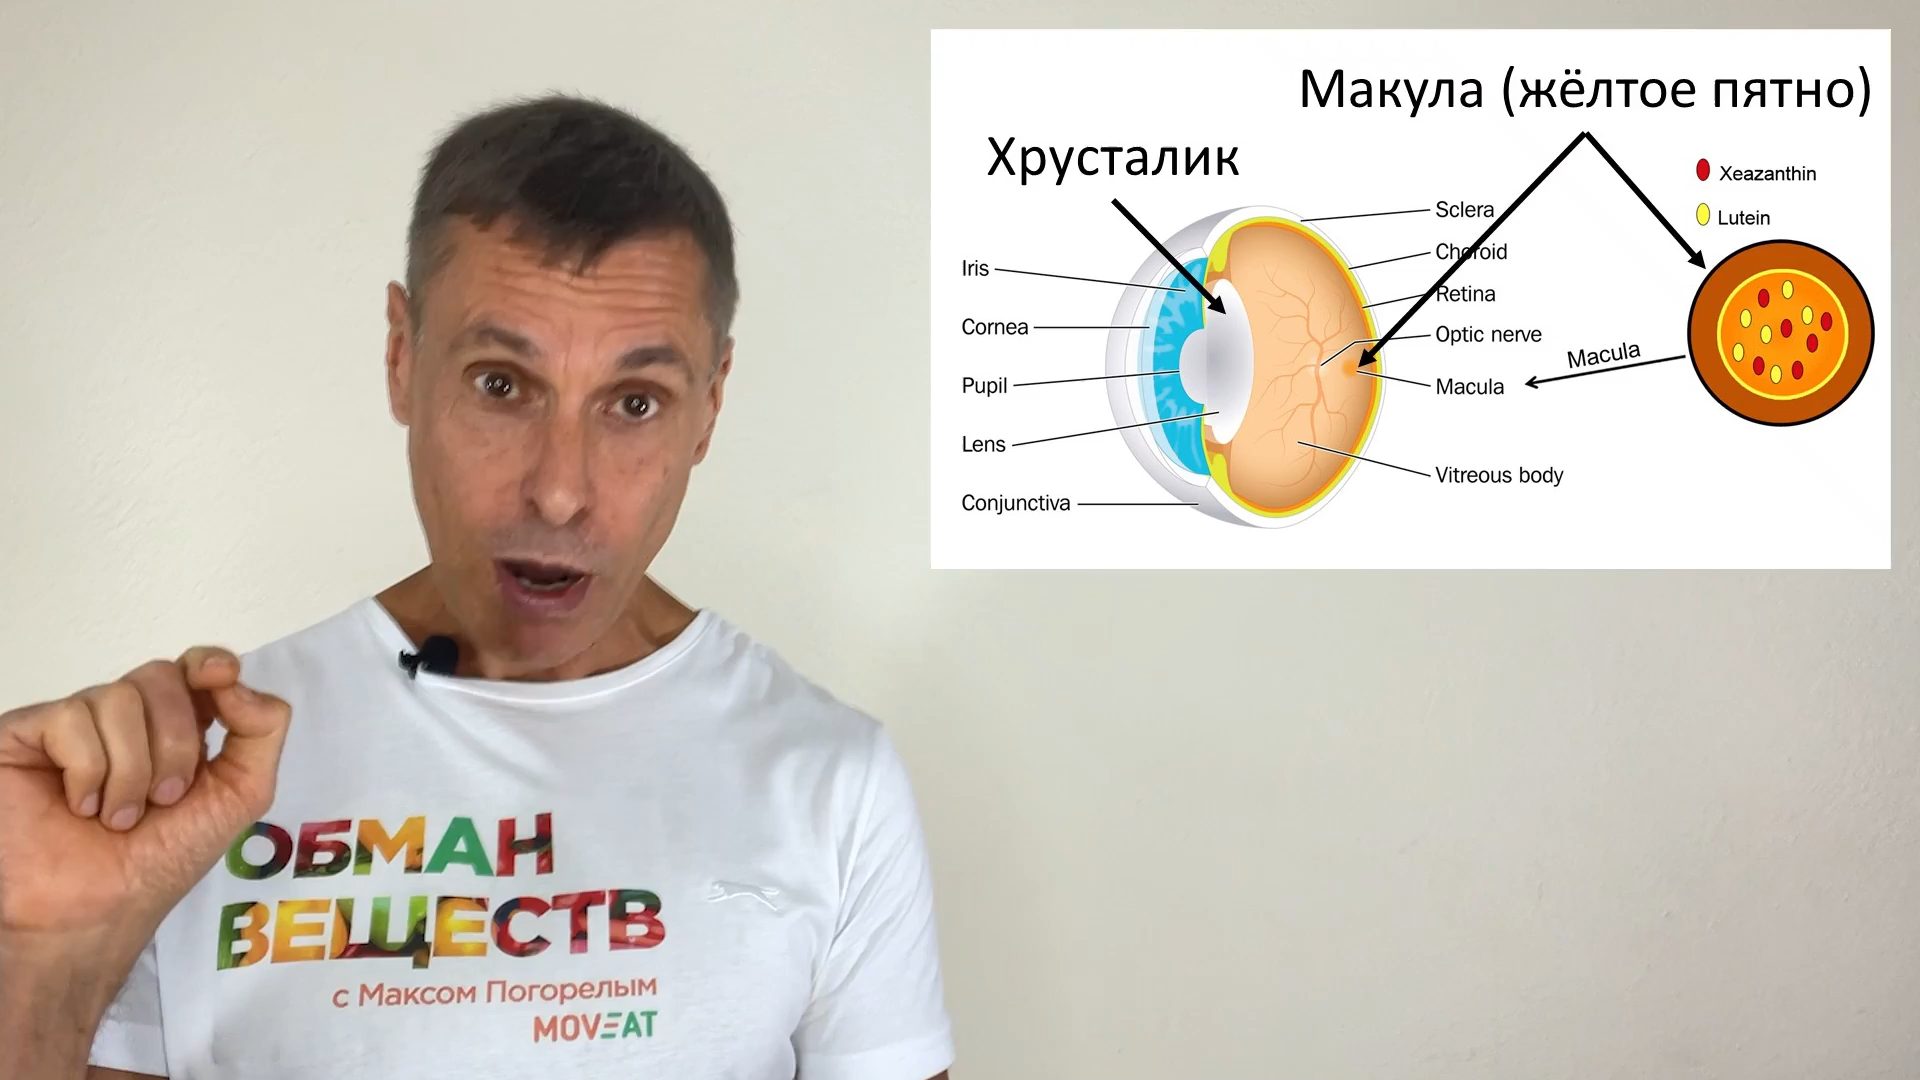 Макула (жёлтое пятно)
Хрусталик
Xeazanthin
Lutein
Sclera
Choroid
Retina
Optic nerve
Macula
Vitreous body
Iris
Cornea
Pupil
Lens
Conjunctiva
Macula
ОБМАН
ВЕЩЕСТВ
с Максом Погорелым
MOVEAT